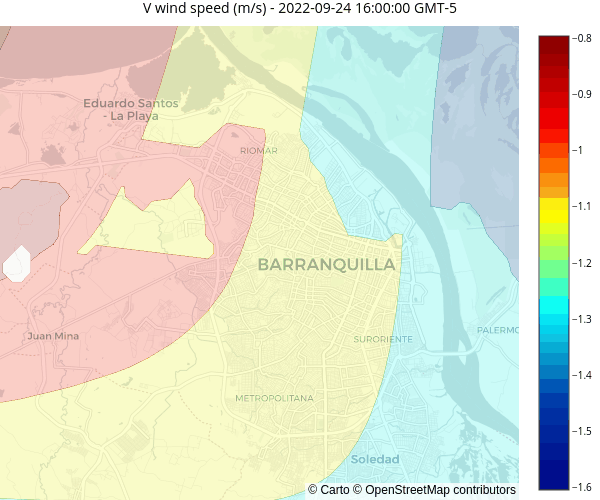 V wind speed (m/s) - 2022-09-24 16:00:00 GMT-5
Eduardo Santos
- La Playa
RIOMAR
BARRANQUILLA
Juan Mina
SURORIENTE
PALERMO
METROPOLITANA
Soledad
© Carto © OpenStreetMap contributors
−0.8
−0.9
−1
−1.1
−1.2
−1.3
−1.4
−1.5
−1.6